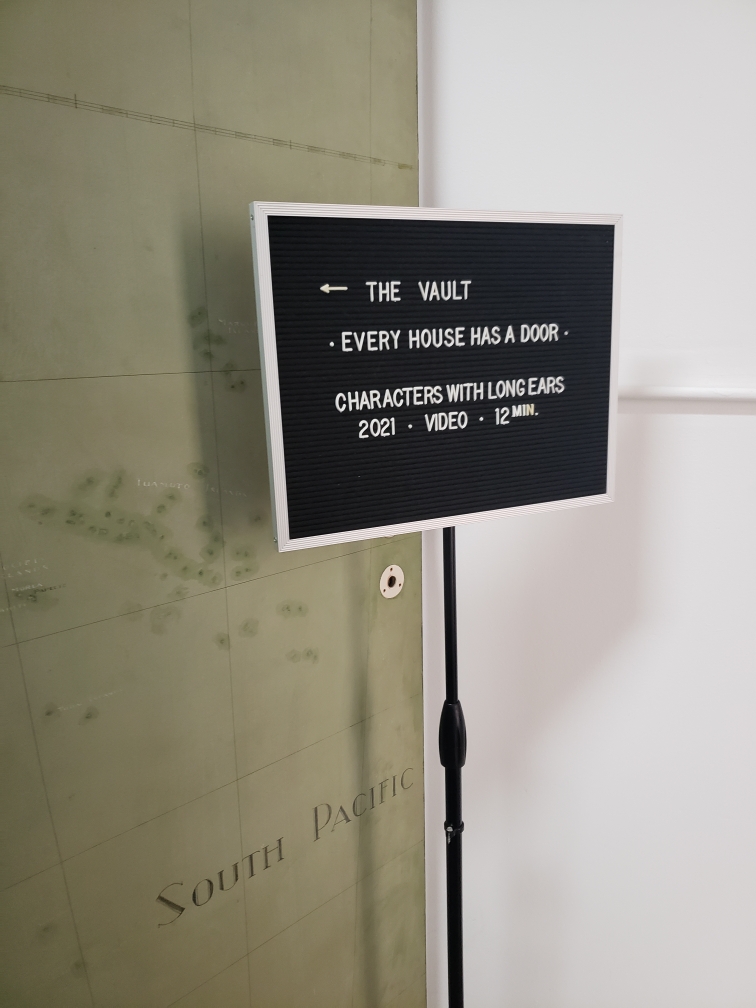 ← THE VAULT
· EVERY HOUSE HAS A DOOR ·
CHARACTERS WITH LONG EARS
2021 · VIDEO · 12 MIN.
SOUTH PACIFIC